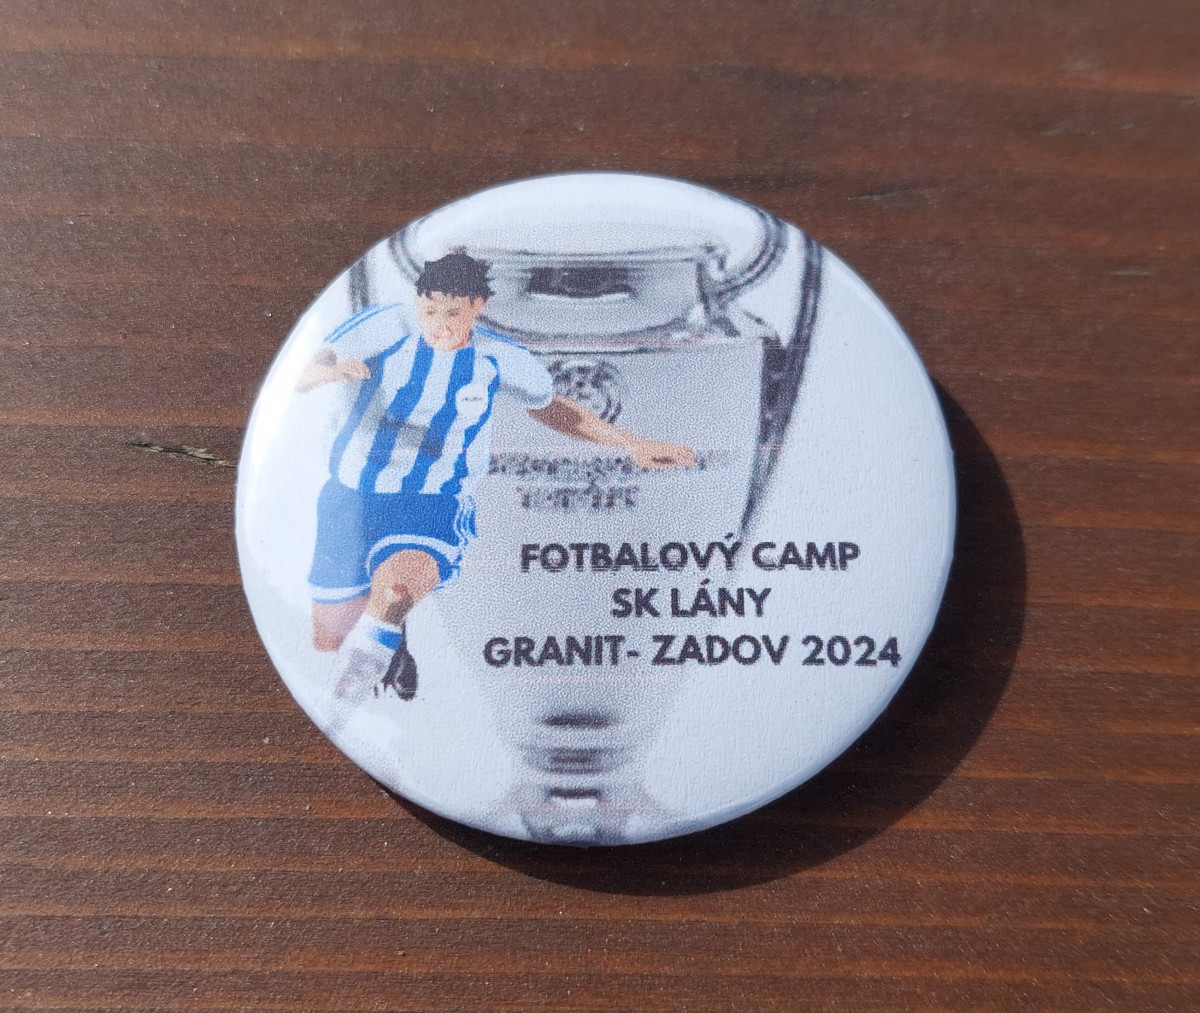 FOTBALOVÝ CAMP
SK LÁNY
GRANIT- ZADOV 2024